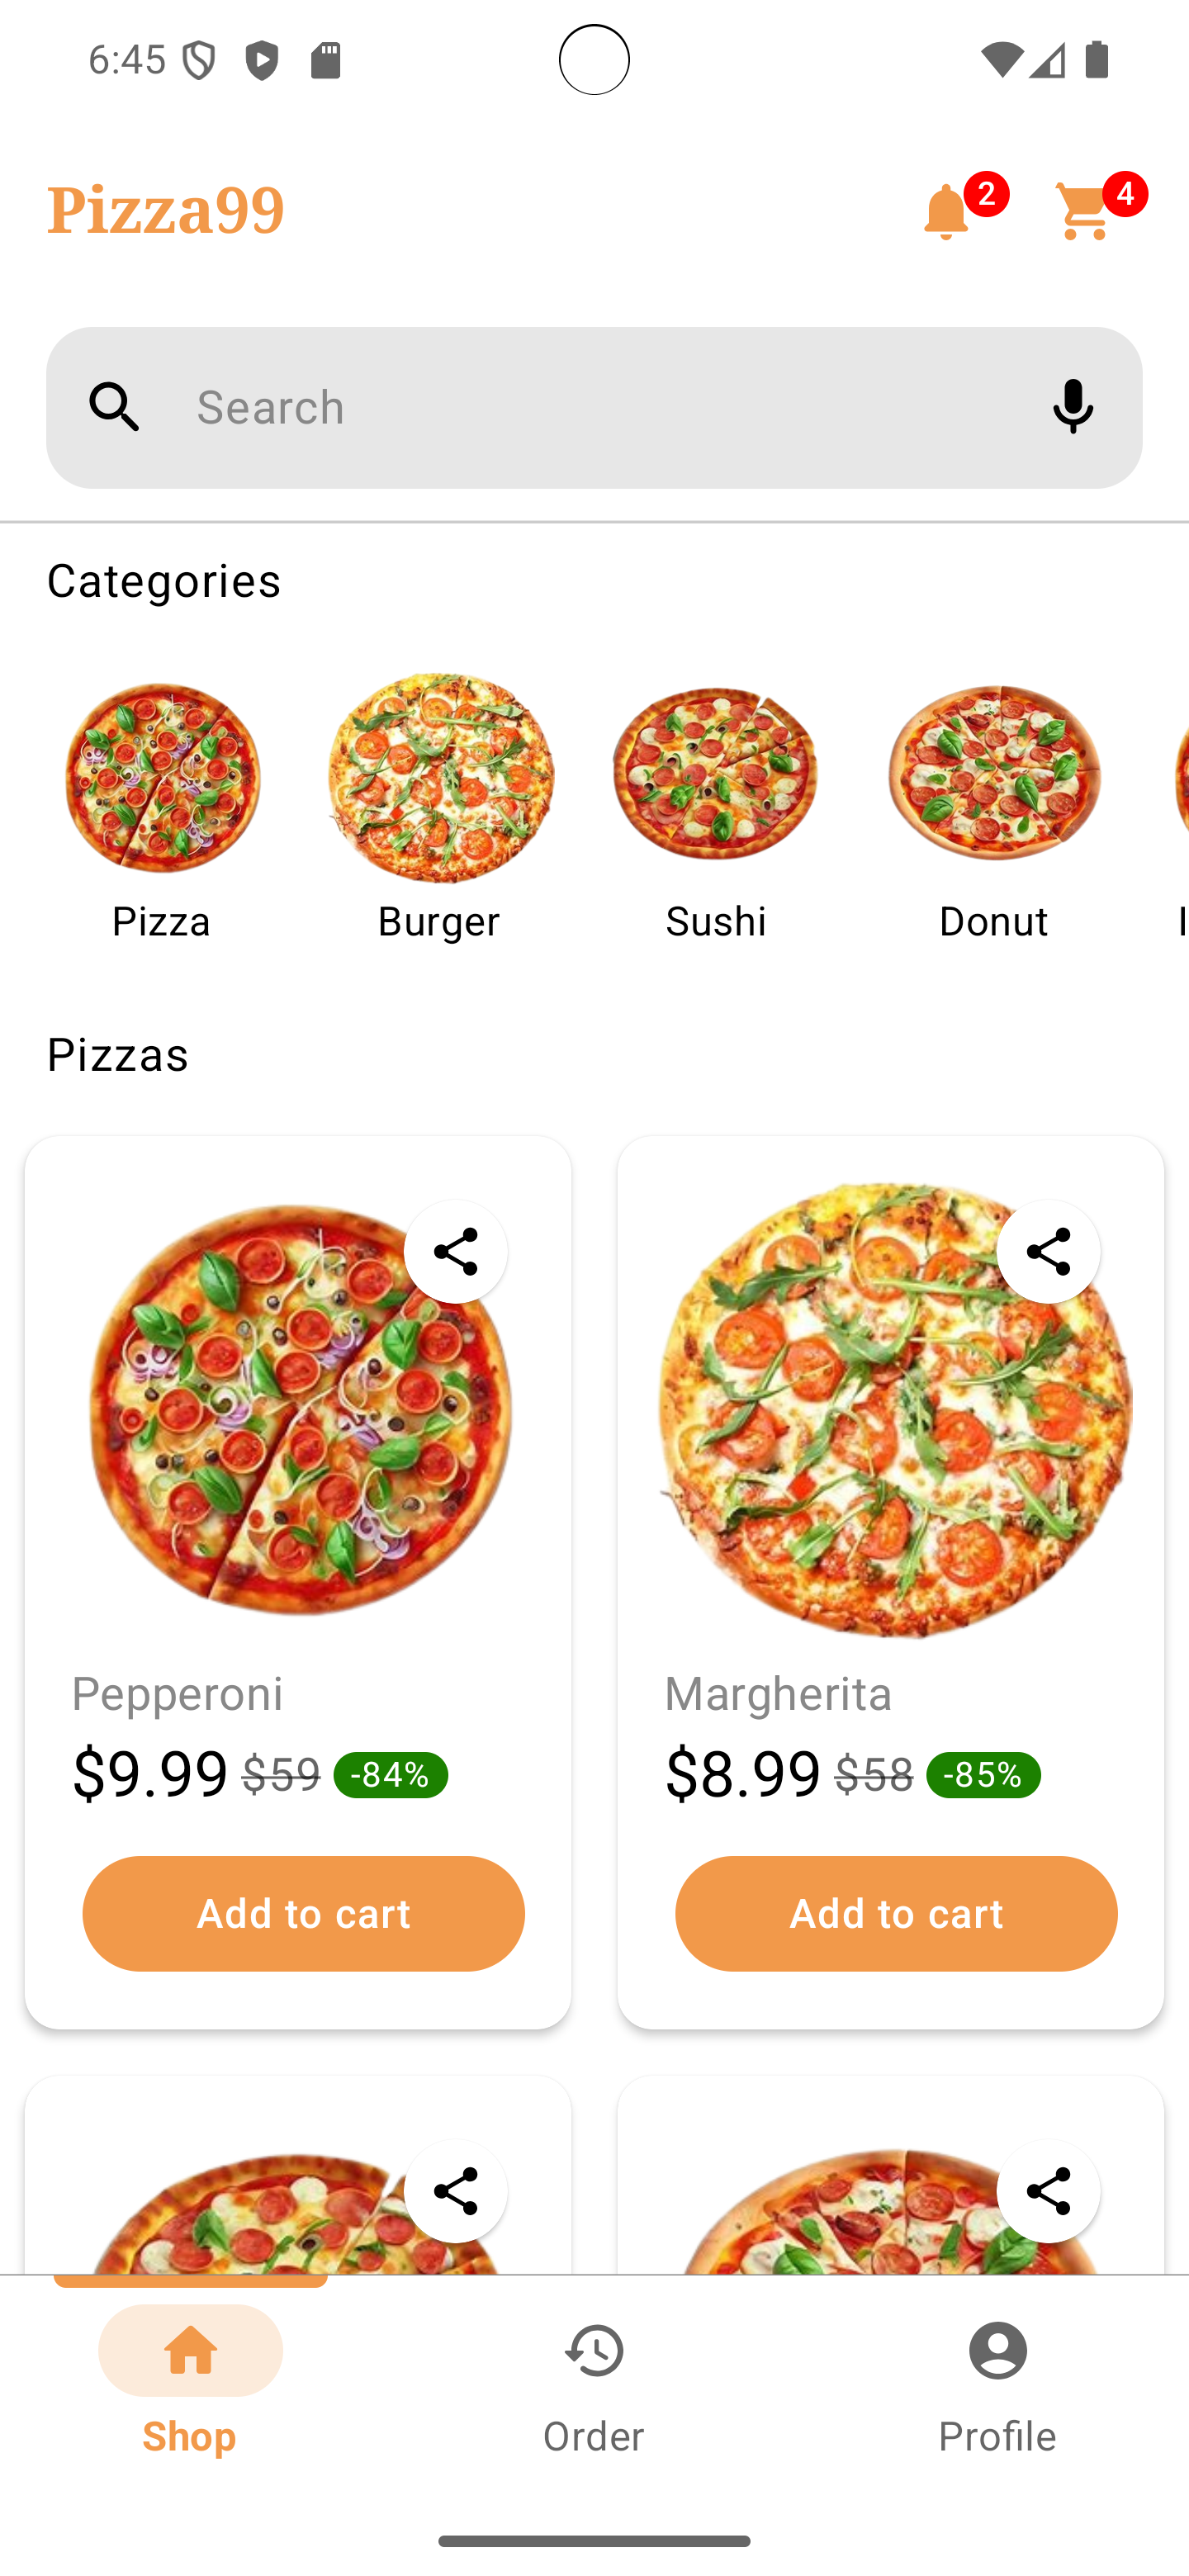 6:45
Pizza99
2
4
Search
Categories
Pizza
Burger
Sushi
Donut
Pizzas
Pepperoni
$9.99 $59 -84%
Add to cart
Margherita
$8.99 $58 -85%
Add to cart
Shop
Order
Profile